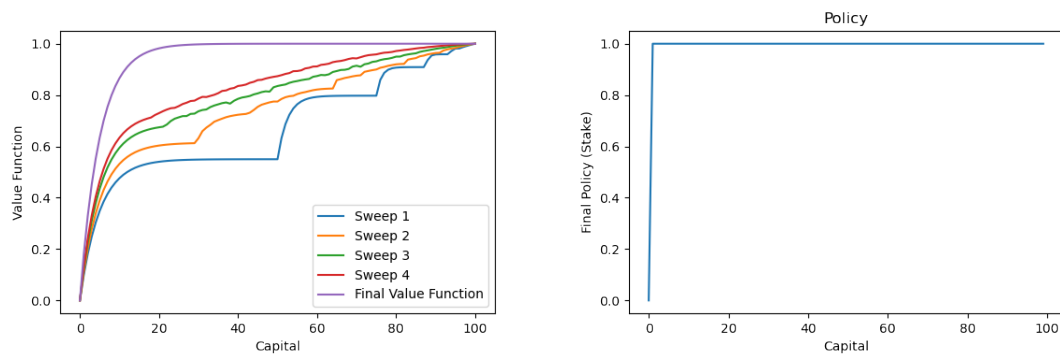 1.0
0.8
0.6
0.4
0.2
0.0
Value Function
0
20
40
60
80
100
Capital
Sweep 1
Sweep 2
Sweep 3
Sweep 4
Final Value Function
Policy
1.0
0.8
0.6
0.4
0.2
0.0
Final Policy (Stake)
0
20
40
60
80
100
Capital